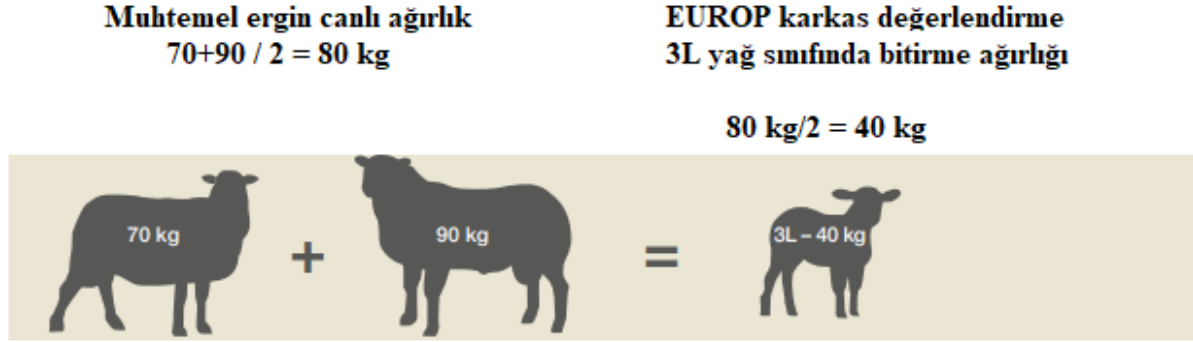 Muhtemel ergin canlı ağırlık
70+90 / 2 = 80 kg
EUROP karkas değerlendirme
3L yağ sınıfında bitirme ağırlığı
80 kg/2 = 40 kg
70 kg
+
90 kg
=
3L – 40 kg